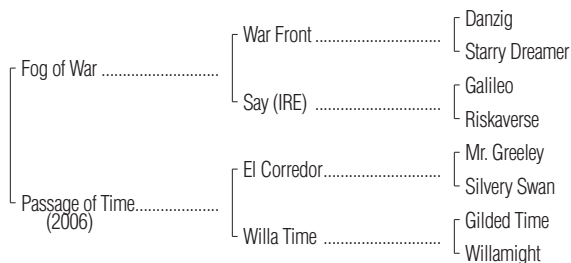 Danzig
War Front ........................................
Starry Dreamer
Fog of War .....................................
Galileo
Say (IRE) ........................................
Riskaverse
Mr. Greeley
El Corredor......................................
Silvery Swan
Passage of Time...........................
(2006)
Gilded Time
Willa Time ........................................
Willamight